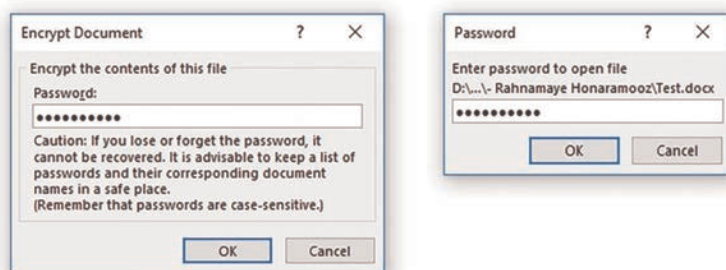 Encrypt Document ? ×
Encrypt the contents of this file
Password:
●●●●●●●●●●
Caution: If you lose or forget the password, it
cannot be recovered. It is advisable to keep a list of
passwords and their corresponding document
names in a safe place.
(Remember that passwords are case-sensitive.)
OK Cancel
Password ? ×
Enter password to open file
D:\...\- Rahnamaye Honaramooz\Test.docx
●●●●●●●●●●
OK Cancel